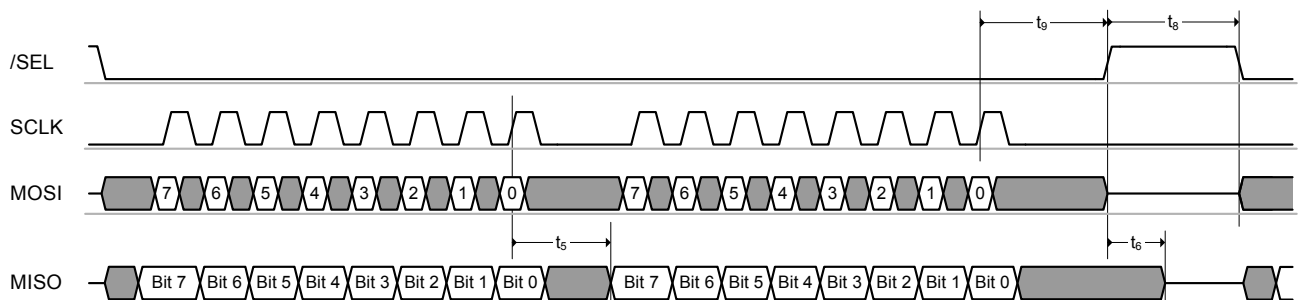 t₉ t₈
/SEL
SCLK
MOSI 7 6 5 4 3 2 1 0 7 6 5 4 3 2 1 0
t₅ t₆
MISO Bit 7 Bit 6 Bit 5 Bit 4 Bit 3 Bit 2 Bit 1 Bit 0 Bit 7 Bit 6 Bit 5 Bit 4 Bit 3 Bit 2 Bit 1 Bit 0